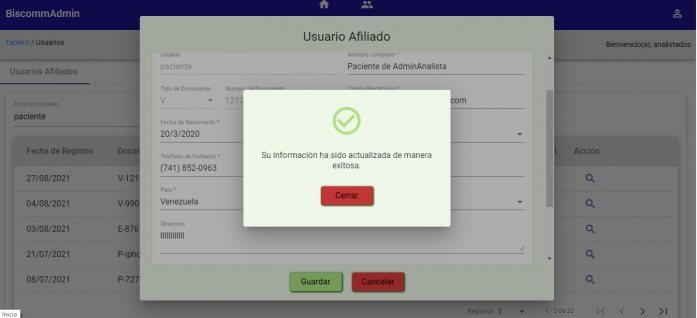 BiscommAdmin
Tablero / Usuarios
Bienvenido(a), analistados
Usuario Afiliado
Usuarios Afiliados
Usuario
Nombre Completo *
paciente
Paciente de AdminAnalista
Tipo de Documento
Numero de Documento
Correo Electrónico *
V
1212
.com
Filtro por Usuario
paciente
Fecha de Nacimiento *
20/3/2020
Su información ha sido actualizada de manera
exitosa.
Cerrar
Teléfono de Contacto *
(741) 852-0963
País *
Venezuela
Dirección
Fecha de Registro
Docum
Acción
27/08/2021
V-121
04/08/2021
V-990
03/08/2021
E-876
21/07/2021
P-ipho
08/07/2021
P-727
Guardar
Cancelar
Registros 5
1 - 5 de 33
Inicio